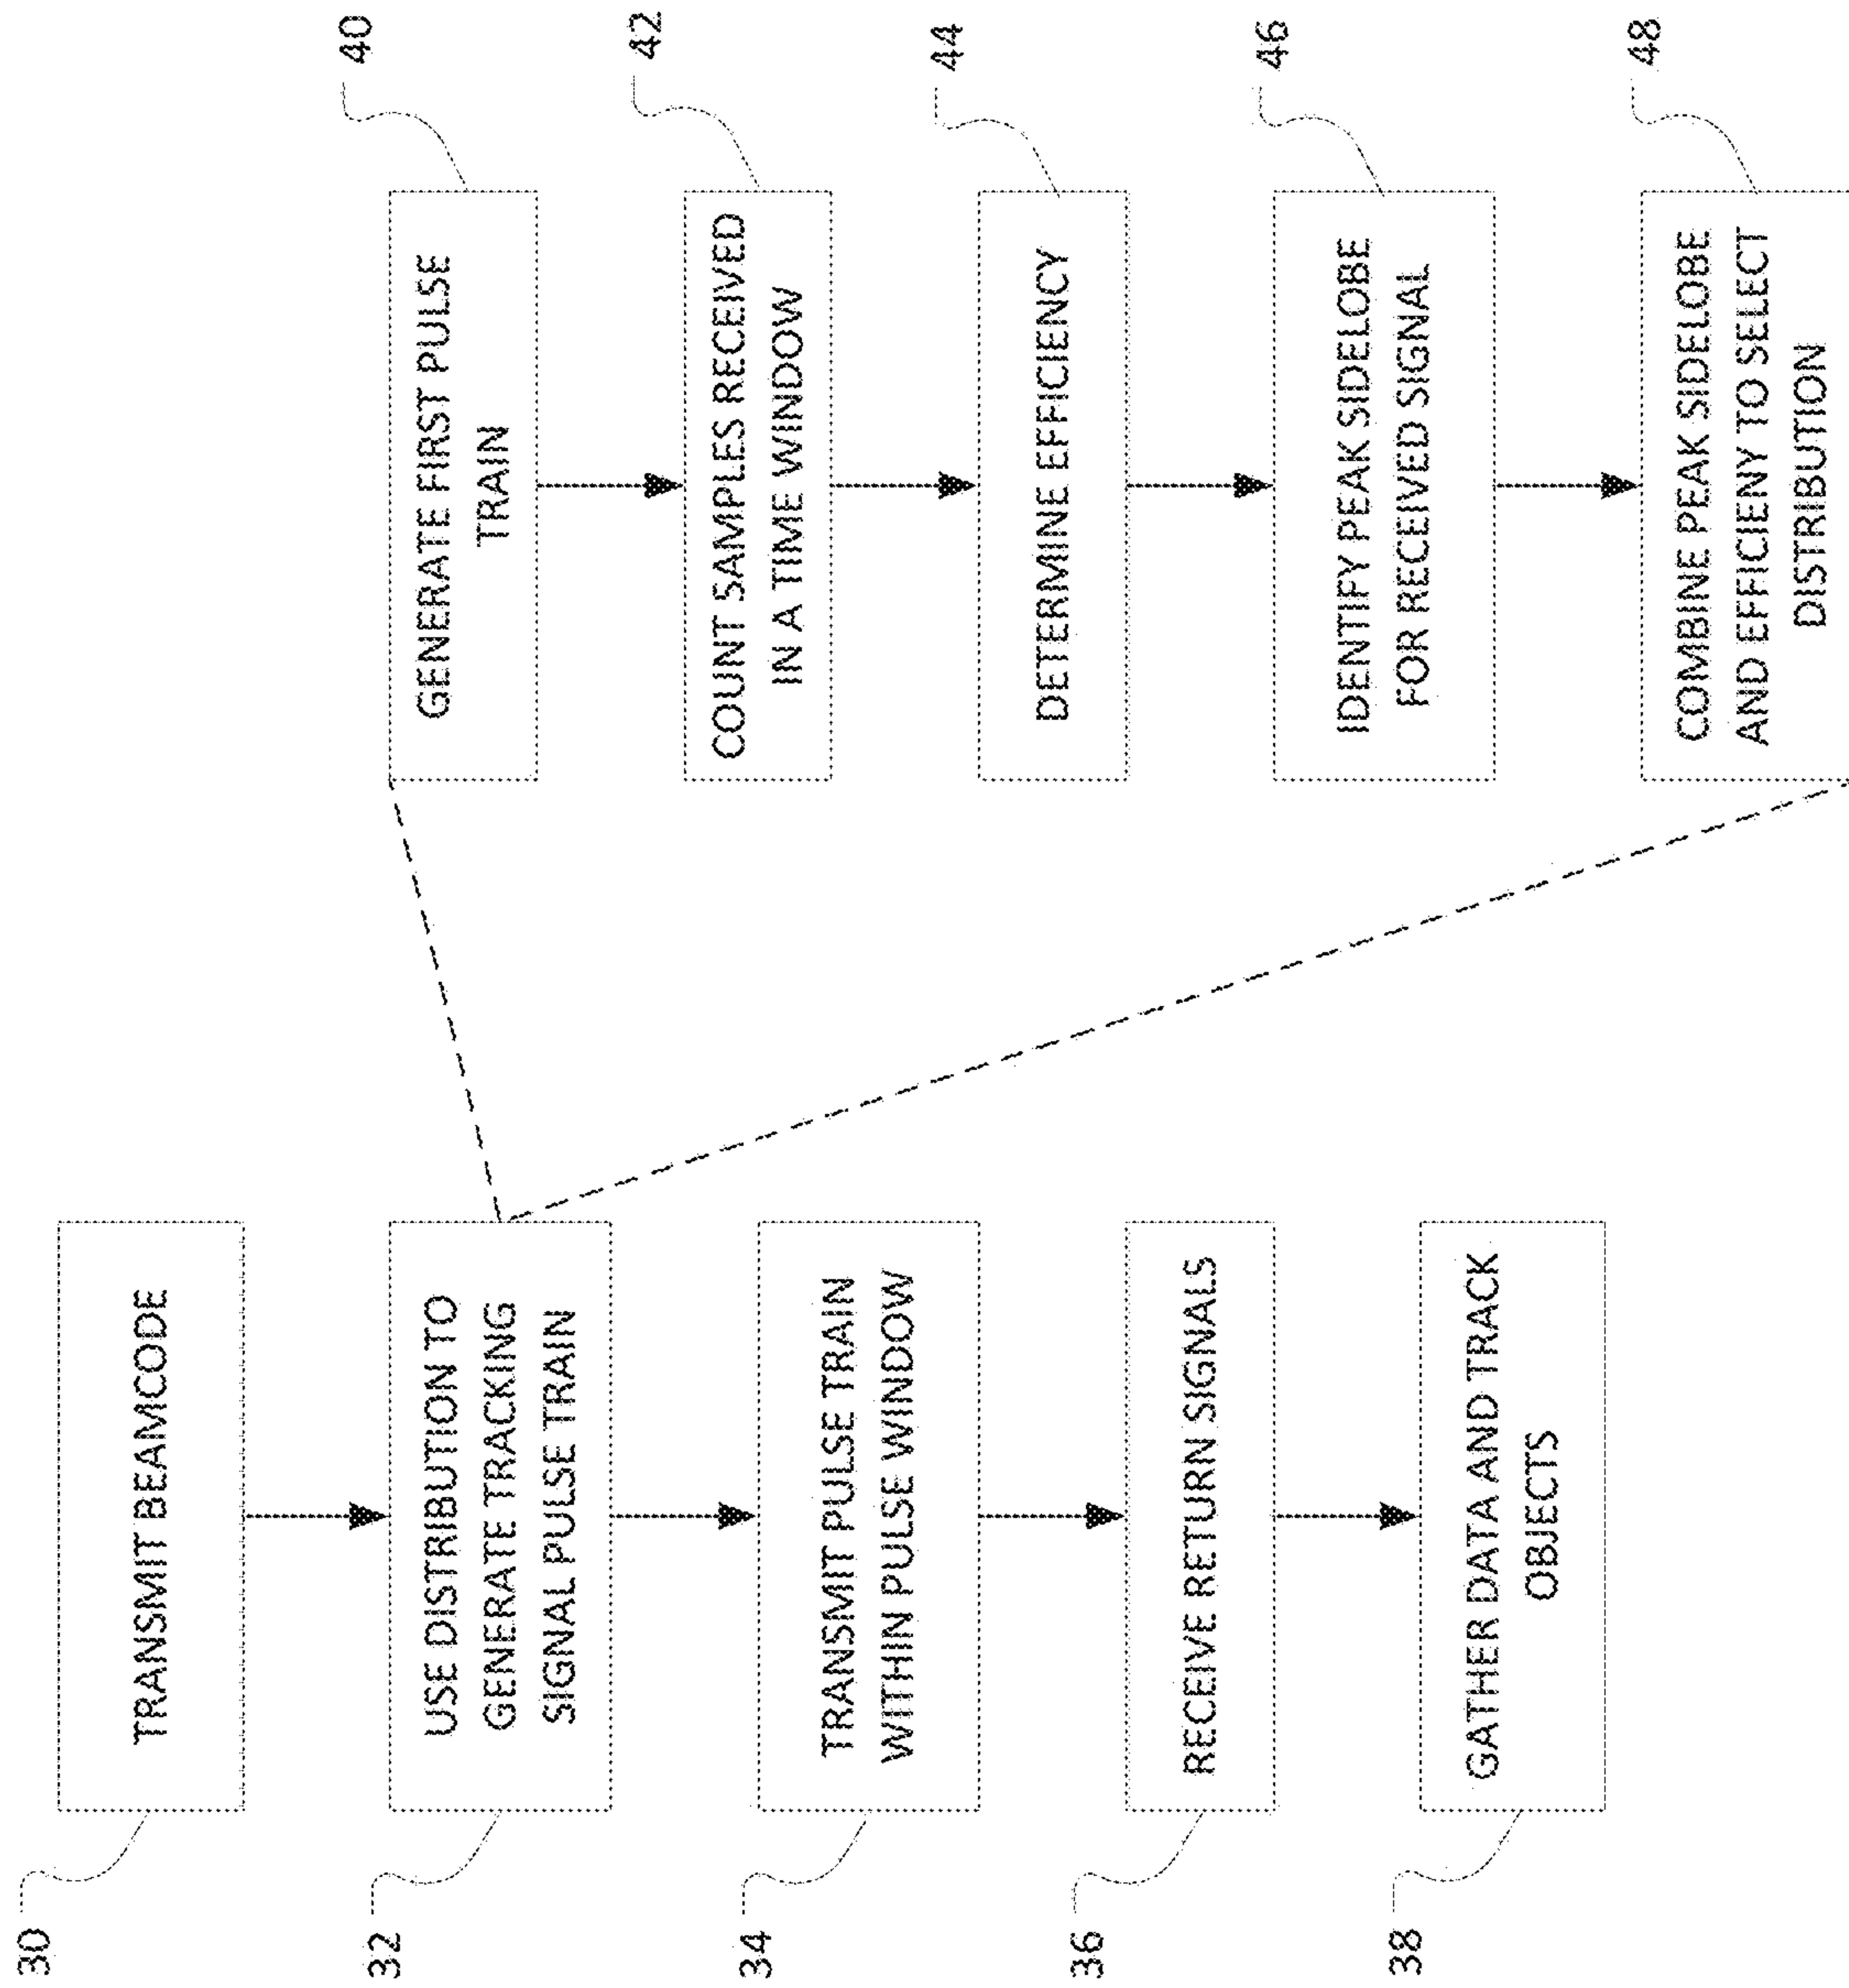 30
TRANSMIT BEAMCODE
32
USE DISTRIBUTION TO
GENERATE TRACKING
SIGNAL PULSE TRAIN
34
TRANSMIT PULSE TRAIN
WITHIN PULSE WINDOW
36
RECEIVE RETURN SIGNALS
38
GATHER DATA AND TRACK
OBJECTS
40
GENERATE FIRST PULSE
TRAIN
42
COUNT SAMPLES RECEIVED
IN A TIME WINDOW
44
DETERMINE EFFICIENCY
46
IDENTIFY PEAK SIDELOBE
FOR RECEIVED SIGNAL
48
COMBINE PEAK SIDELOBE
AND EFFICIENY TO SELECT
DISTRIBUTION